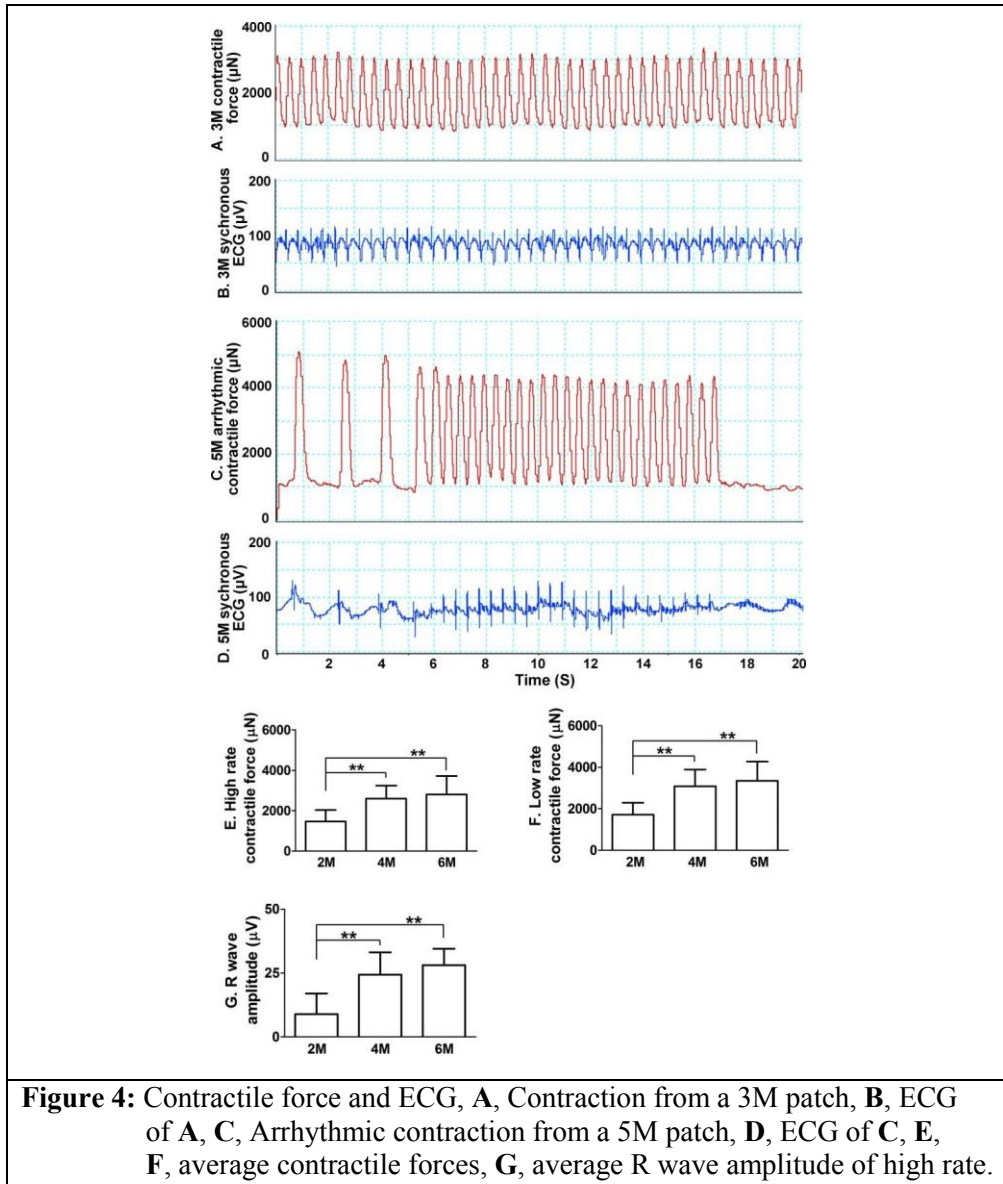 4000
2000
0
A. 3M contractile
force (µN)
200
100
0
B. 3M sychronous
ECG (µV)
6000
4000
2000
0
C. 5M arrhythmic
contractile force (µN)
200
100
0
D. 5M sychronous
ECG (µV)
2 4 6 8 10 12 14 16 18 20
Time (S)
E. High rate
contractile force (µN)
6000
4000
2000
0
**
**
2M 4M 6M
F. Low rate
contractile force (µN)
6000
4000
2000
0
**
**
2M 4M 6M
G. R wave
amplitude (µV)
50
25
0
**
**
2M 4M 6M
Figure 4: Contractile force and ECG, A, Contraction from a 3M patch, B, ECG
of A, C, Arrhythmic contraction from a 5M patch, D, ECG of C, E,
F, average contractile forces, G, average R wave amplitude of high rate.